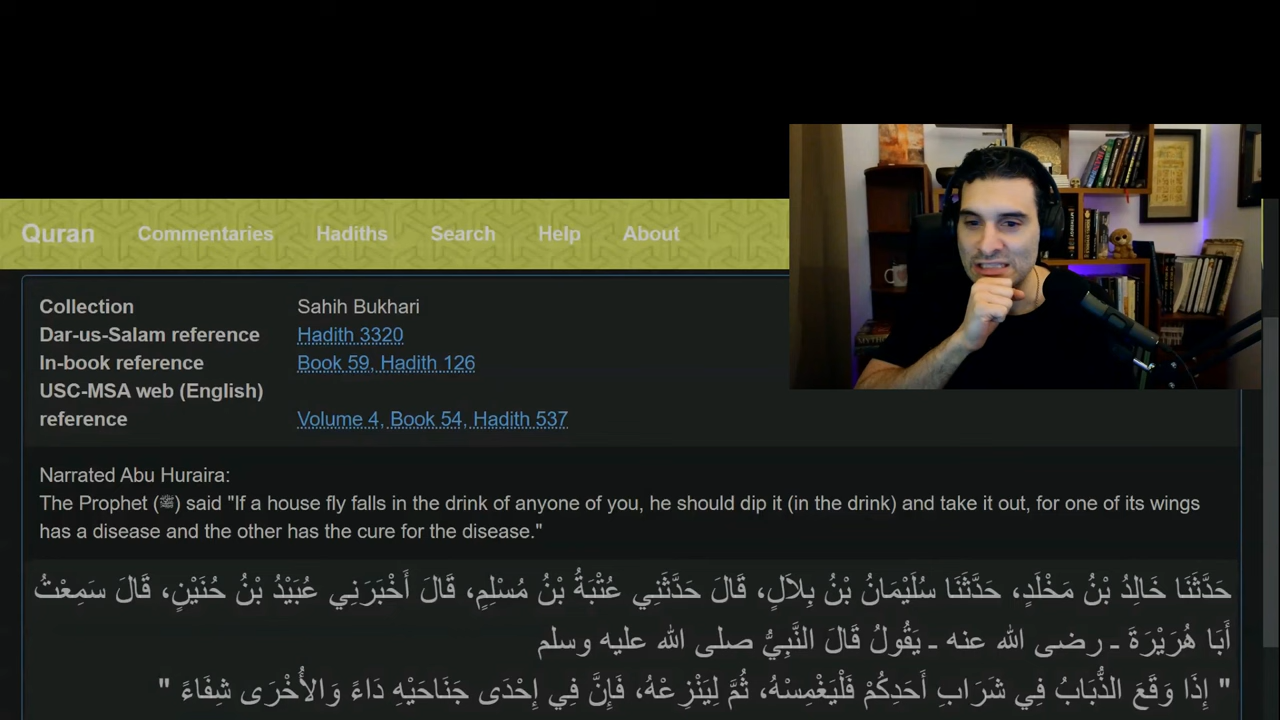 Quran Commentaries Hadiths Search Help About
Collection Sahih Bukhari
Dar-us-Salam reference Hadith 3320
In-book reference Book 59, Hadith 126
USC-MSA web (English)
reference Volume 4, Book 54, Hadith 537
Narrated Abu Huraira:
The Prophet (ﷺ) said "If a house fly falls in the drink of anyone of you, he should dip it (in the drink) and take it out, for one of its wings
has a disease and the other has the cure for the disease."
حَدَّثَنَا خَالِدُ بْنُ مَخْلَدٍ، حَدَّثَنَا سُلَيْمَانُ بْنُ بِلاَلٍ، قَالَ حَدَّثَنِي عُتْبَةُ بْنُ مُسْلِمٍ، قَالَ أَخْبَرَنِي عُبَيْدُ بْنُ حُنَيْنٍ، قَالَ سَمِعْتُ
أَبَا هُرَيْرَةَ ـ رضى الله عنه ـ يَقُولُ قَالَ النَّبِيُّ صلى الله عليه وسلم
" إِذَا وَقَعَ الذُّبَابُ فِي شَرَابِ أَحَدِكُمْ فَلْيَغْمِسْهُ، ثُمَّ لِيَنْزِعْهُ، فَإِنَّ فِي إِحْدَى جَنَاحَيْهِ دَاءً وَالأُخْرَى شِفَاءً "